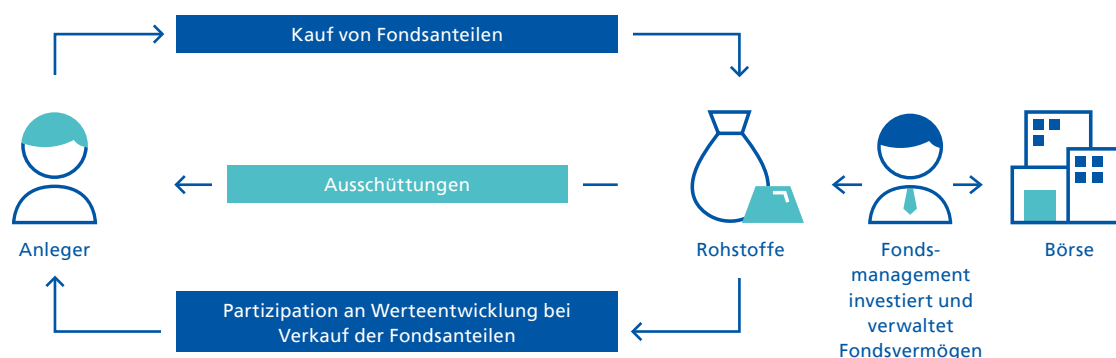 Kauf von Fondsanteilen
Ausschüttungen
Anleger
Rohstoffe
Fonds-
management
investiert und
verwaltet
Fondsvermögen
Börse
Partizipation an Werteentwicklung bei
Verkauf der Fondsanteilen